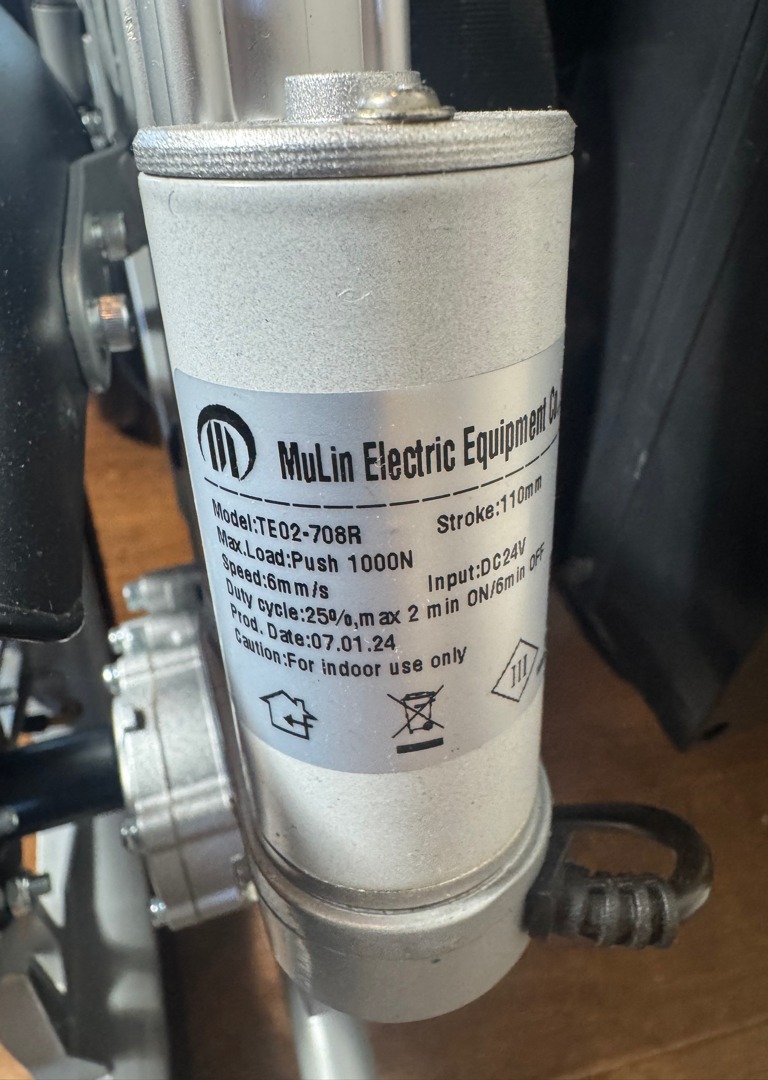 MuLin Electric Equipment Co.
Model:TE02-708R Stroke:110mm
Max.Load:Push 1000N
Speed:6mm/s Input:DC24V
Duty cycle:25%,max 2 min ON/6min OFF
Prod. Date:07.01.24
Caution:For indoor use only
III